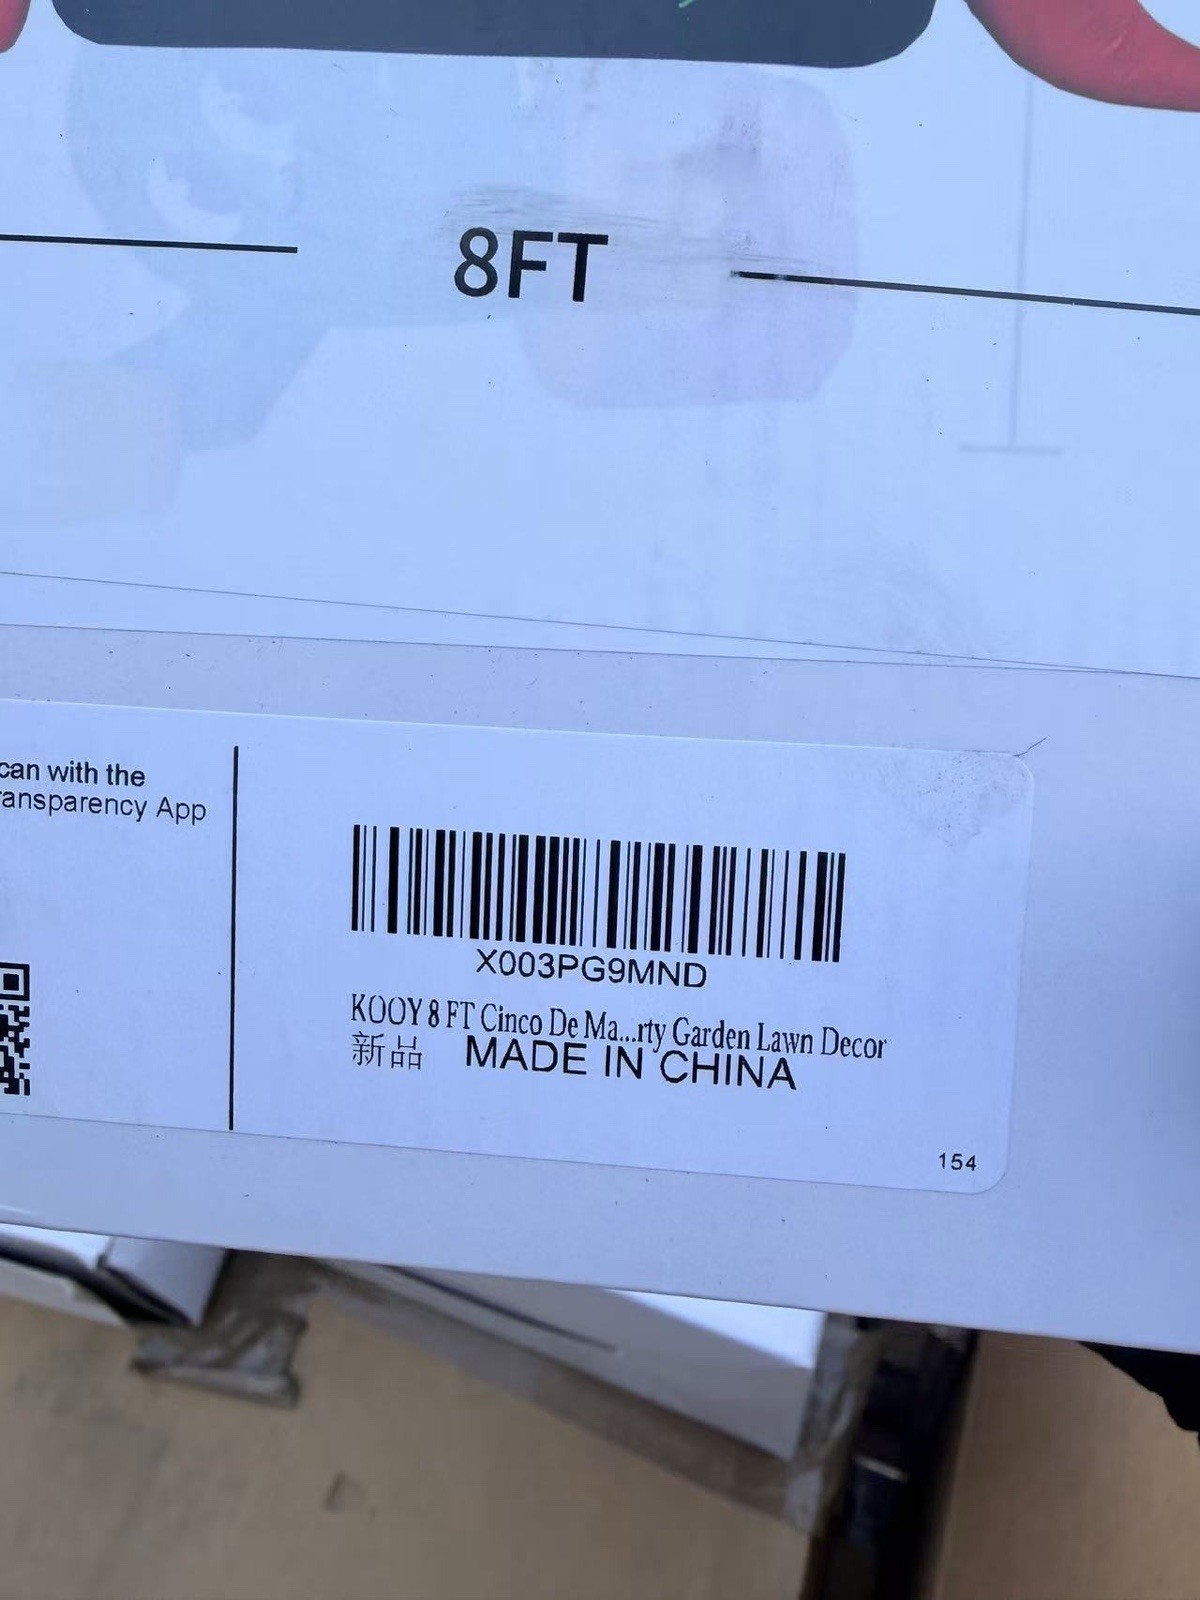 8FT
can with the
ransparency App
X003PG9MND
KOOY 8 FT Cinco De Ma...rty Garden Lawn Decor
新品 MADE IN CHINA
154